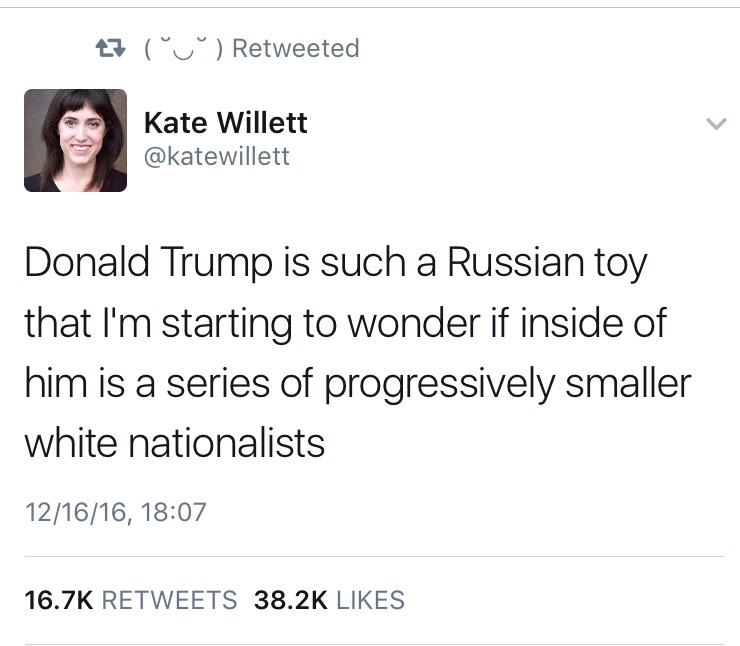 ( ˘◡˘ ) Retweeted
Kate Willett
@katewillett
Donald Trump is such a Russian toy
that I'm starting to wonder if inside of
him is a series of progressively smaller
white nationalists
12/16/16, 18:07
16.7K RETWEETS 38.2K LIKES